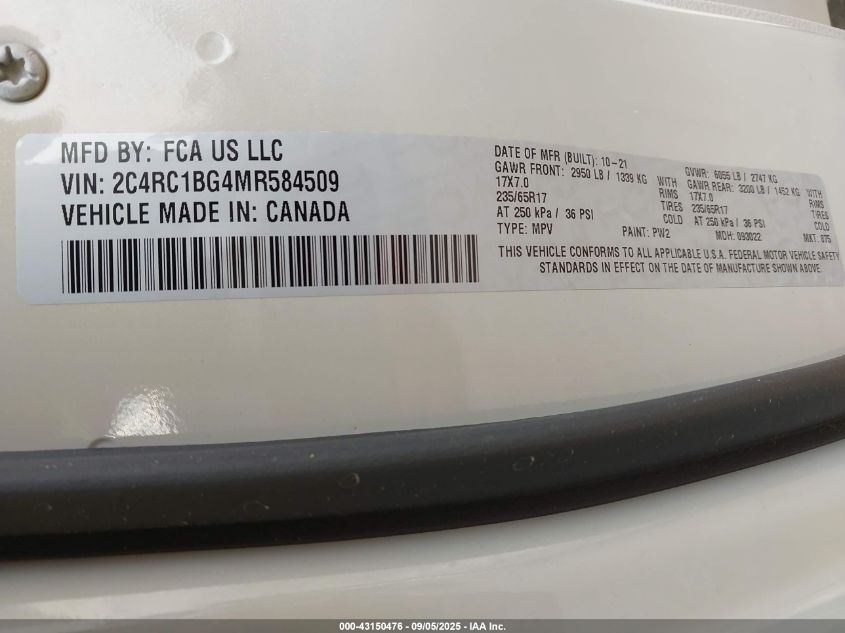 MFD BY: FCA US LLC
VIN: 2C4RC1BG4MR584509
VEHICLE MADE IN: CANADA
DATE OF MFR (BUILT): 10-21
GVWR: 6055 LB / 2747 KG
GAWR FRONT: 2950 LB / 1339 KG WITH
GAWR REAR: 3200 LB / 1452 KG WITH
17X7.0 RIMS
17X7.0 RIMS
235/65R17 TIRES
235/65R17 TIRES
AT 250 kPa / 36 PSI COLD
AT 250 kPa / 36 PSI COLD
TYPE: MPV PAINT: PW2 MDH: 093022 MKT: 875
THIS VEHICLE CONFORMS TO ALL APPLICABLE U.S.A. FEDERAL MOTOR VEHICLE SAFETY
STANDARDS IN EFFECT ON THE DATE OF MANUFACTURE SHOWN ABOVE.
000-43150476 - 09/05/2025 - IAA Inc.